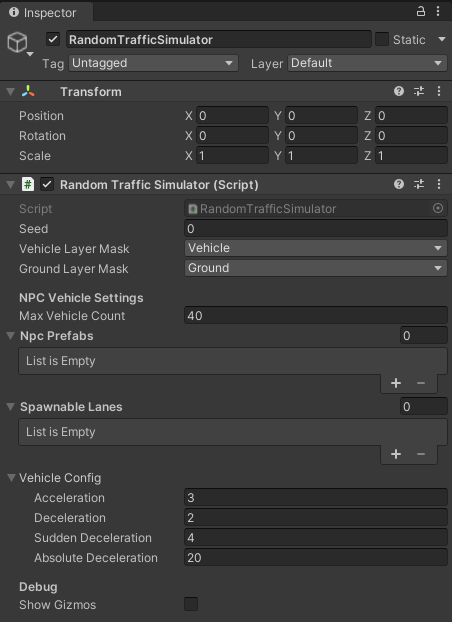 Inspector
RandomTrafficSimulator Static
Tag Untagged Layer Default
Transform
Position X 0 Y 0 Z 0
Rotation X 0 Y 0 Z 0
Scale X 1 Y 1 Z 1
# Random Traffic Simulator (Script)
Script RandomTrafficSimulator
Seed 0
Vehicle Layer Mask Vehicle
Ground Layer Mask Ground
NPC Vehicle Settings
Max Vehicle Count 40
Npc Prefabs 0
List is Empty
+ −
Spawnable Lanes 0
List is Empty
+ −
Vehicle Config
Acceleration 3
Deceleration 2
Sudden Deceleration 4
Absolute Deceleration 20
Debug
Show Gizmos